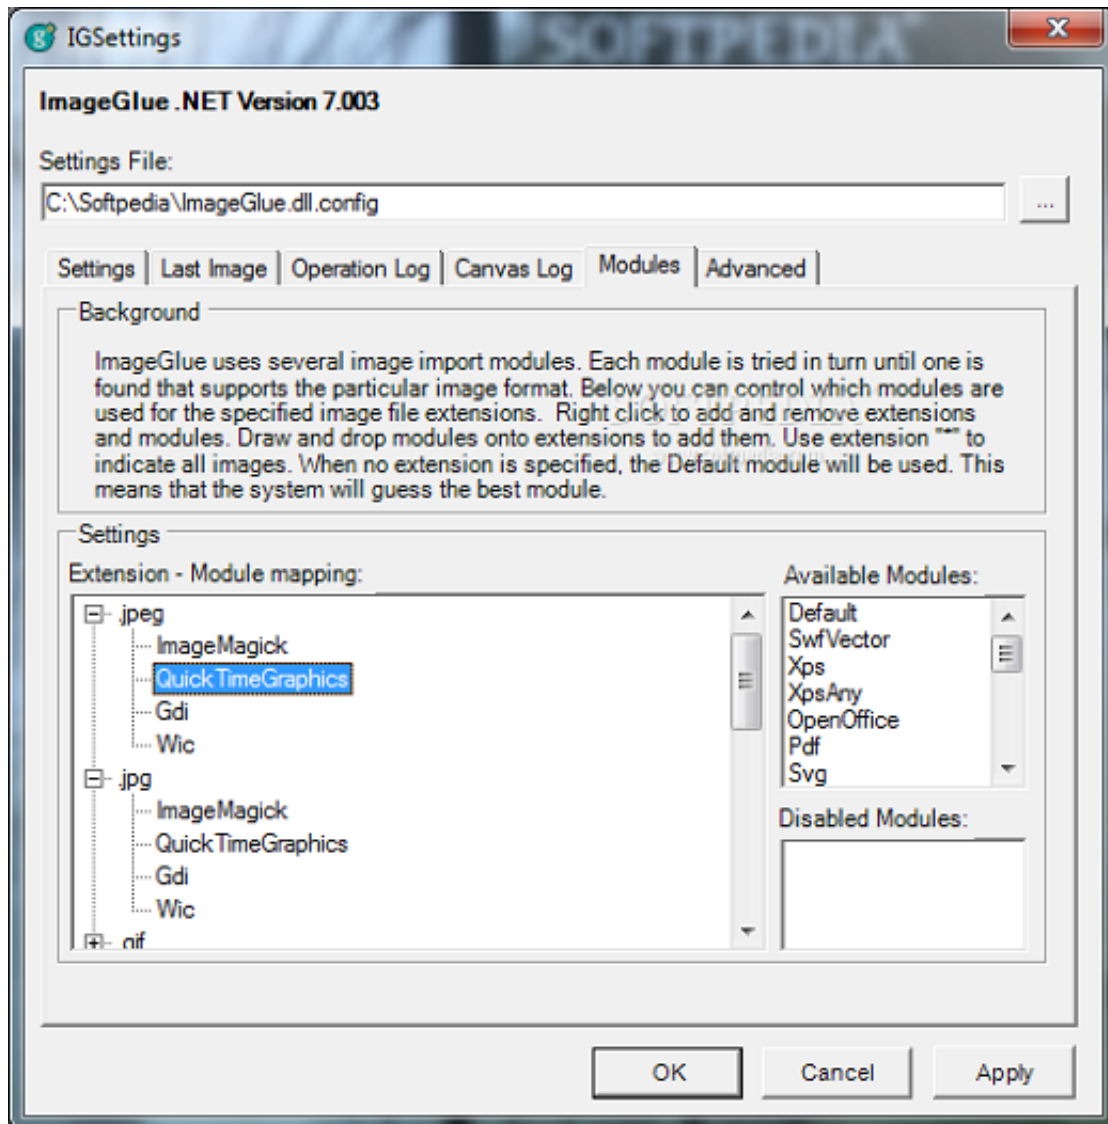 IGSettings
SOFTPEDIA
ImageGlue .NET Version 7.003
Settings File:
C:\Softpedia\ImageGlue.dll.config
...
Settings Last Image Operation Log Canvas Log Modules Advanced
Background
ImageGlue uses several image import modules. Each module is tried in turn until one is
found that supports the particular image format. Below you can control which modules are
used for the specified image file extensions. Right click to add and remove extensions
and modules. Draw and drop modules onto extensions to add them. Use extension "*" to
indicate all images. When no extension is specified, the Default module will be used. This
means that the system will guess the best module.
Settings
Extension - Module mapping:
.jpeg
ImageMagick
QuickTimeGraphics
Gdi
Wic
.jpg
ImageMagick
QuickTimeGraphics
Gdi
Wic
.gif
Available Modules:
Default
SwfVector
Xps
XpsAny
OpenOffice
Pdf
Svg
Disabled Modules:
OK Cancel Apply